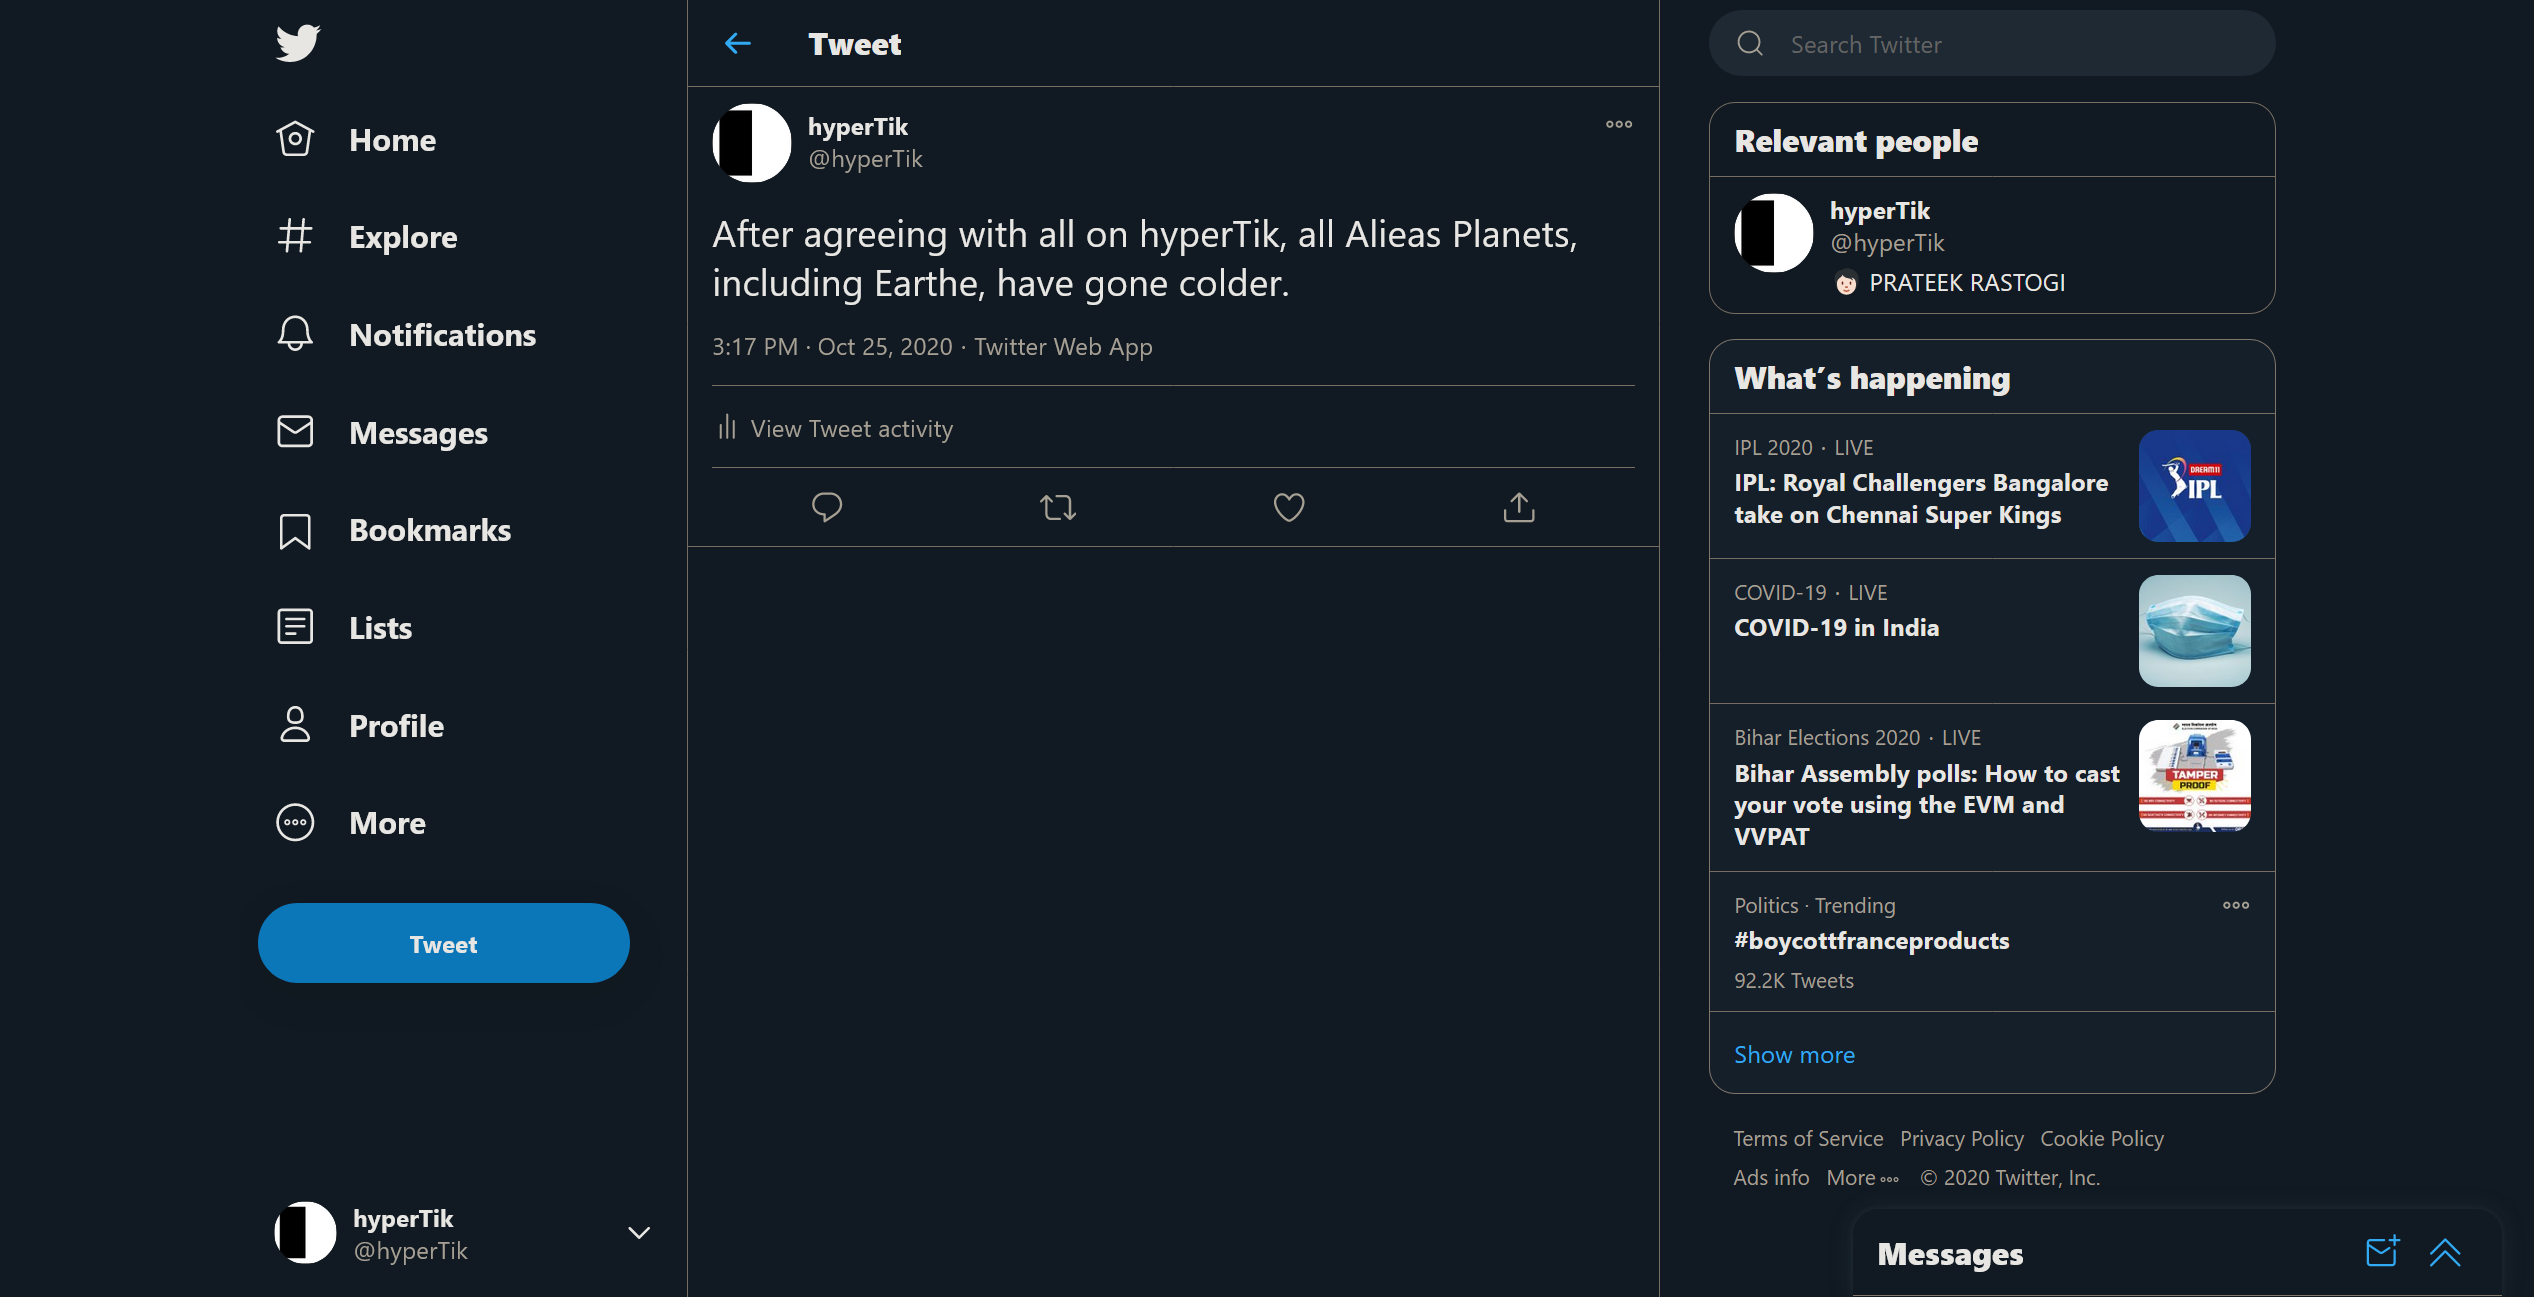 Home
Explore
Notifications
Messages
Bookmarks
Lists
Profile
More
Tweet
hyperTik
@hyperTik
Tweet
hyperTik
@hyperTik
After agreeing with all on hyperTik, all Alieas Planets,
including Earthe, have gone colder.
3:17 PM · Oct 25, 2020 · Twitter Web App
View Tweet activity
Search Twitter
Relevant people
hyperTik
@hyperTik
PRATEEK RASTOGI
What's happening
IPL 2020 · LIVE
IPL: Royal Challengers Bangalore
take on Chennai Super Kings
DREAM11
IPL
COVID-19 · LIVE
COVID-19 in India
Bihar Elections 2020 · LIVE
Bihar Assembly polls: How to cast
your vote using the EVM and
VVPAT
TAMPER
PROOF
Politics · Trending
#boycottfranceproducts
92.2K Tweets
Show more
Terms of Service Privacy Policy Cookie Policy
Ads info More © 2020 Twitter, Inc.
Messages